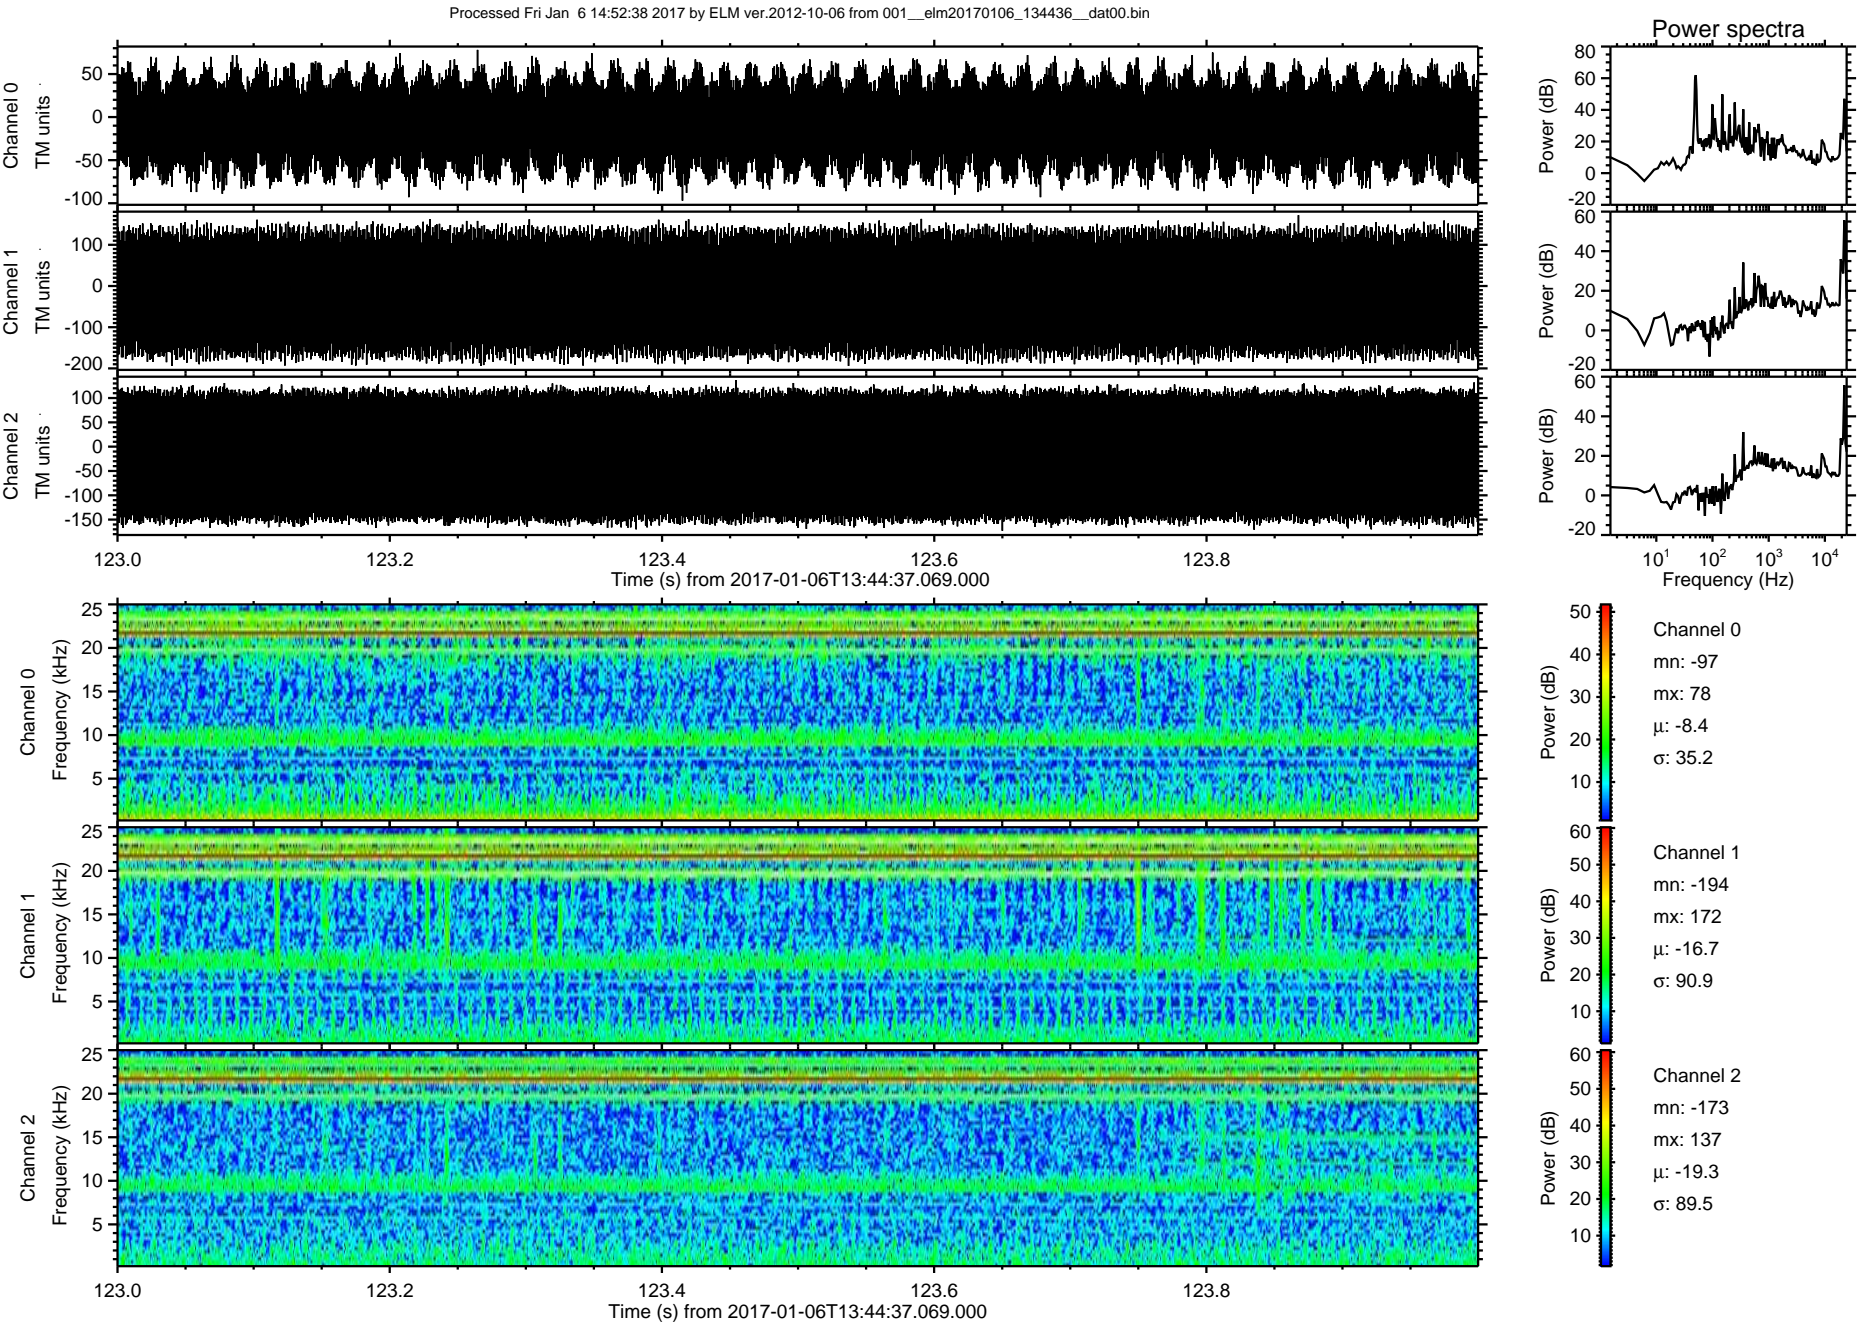 Processed Fri Jan  6 14:52:38 2017 by ELM ver.2012-10-06 from 001__elm20170106_134436__dat00.bin
Power spectra
Channel 0
TM units
50
0
-50
-100
Power (dB)
80
60
40
20
0
-20
Channel 1
TM units
100
0
-100
-200
Power (dB)
60
40
20
0
-20
Channel 2
TM units
100
50
0
-50
-100
-150
Power (dB)
60
40
20
0
-20
123.0 123.2 123.4 123.6 123.8
Time (s) from 2017-01-06T13:44:37.069.000
10¹ 10² 10³ 10⁴
Frequency (Hz)
Channel 0
Frequency (kHz)
25
20
15
10
5
Power (dB)
50
40
30
20
10
Channel 0
mn: -97
mx: 78
μ: -8.4
σ: 35.2
Channel 1
Frequency (kHz)
25
20
15
10
5
Power (dB)
60
50
40
30
20
10
Channel 1
mn: -194
mx: 172
μ: -16.7
σ: 90.9
Channel 2
Frequency (kHz)
25
20
15
10
5
Power (dB)
60
50
40
30
20
10
Channel 2
mn: -173
mx: 137
μ: -19.3
σ: 89.5
123.0 123.2 123.4 123.6 123.8
Time (s) from 2017-01-06T13:44:37.069.000